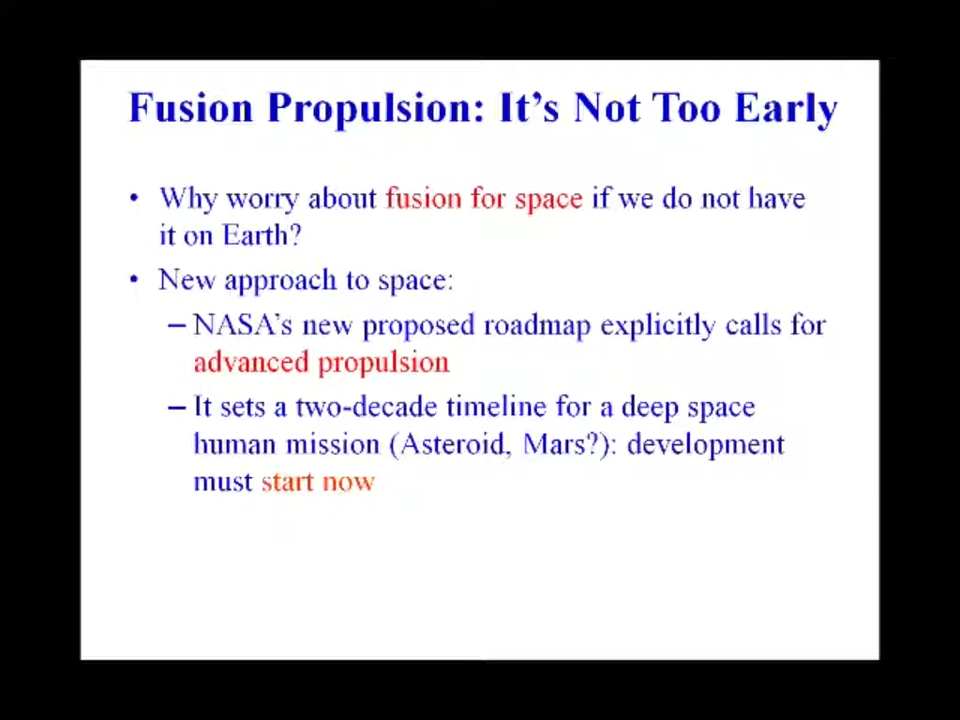 Fusion Propulsion: It's Not Too Early
• Why worry about fusion for space if we do not have
it on Earth?
• New approach to space:
– NASA's new proposed roadmap explicitly calls for
advanced propulsion
– It sets a two-decade timeline for a deep space
human mission (Asteroid, Mars?): development
must start now